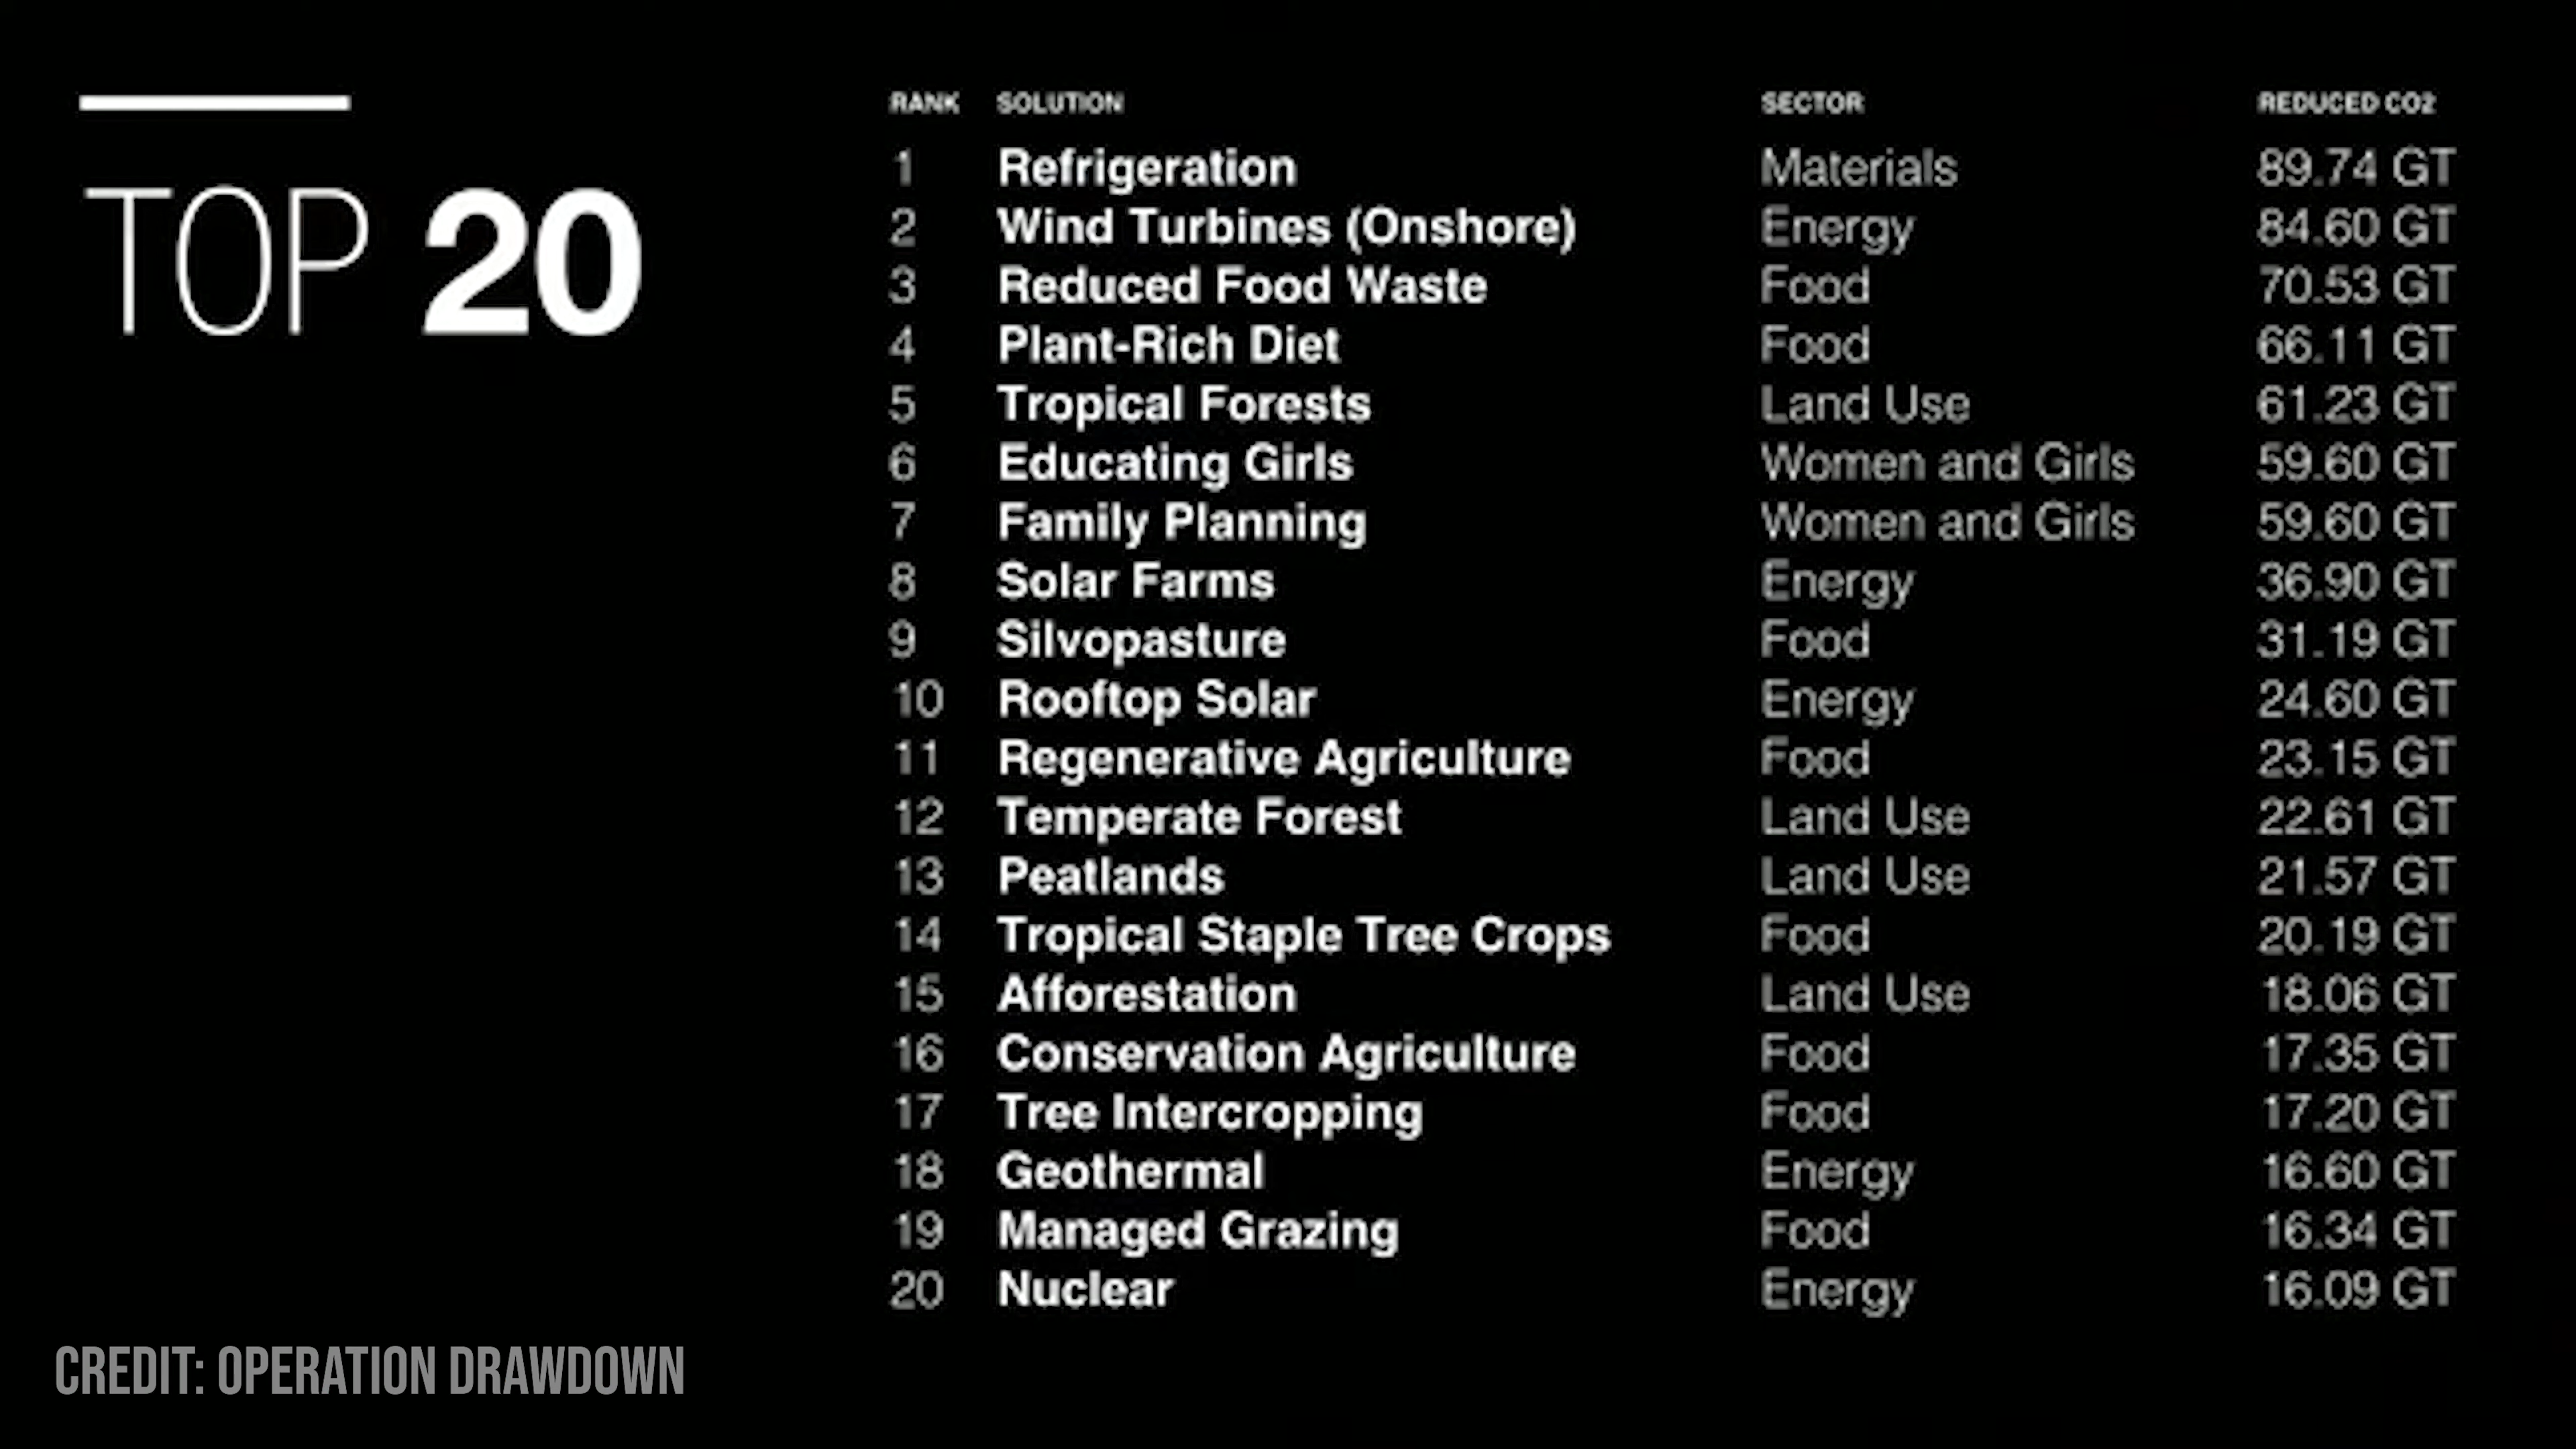 TOP 20
RANK SOLUTION SECTOR REDUCED CO2
1 Refrigeration Materials 89.74 GT
2 Wind Turbines (Onshore) Energy 84.60 GT
3 Reduced Food Waste Food 70.53 GT
4 Plant-Rich Diet Food 66.11 GT
5 Tropical Forests Land Use 61.23 GT
6 Educating Girls Women and Girls 59.60 GT
7 Family Planning Women and Girls 59.60 GT
8 Solar Farms Energy 36.90 GT
9 Silvopasture Food 31.19 GT
10 Rooftop Solar Energy 24.60 GT
11 Regenerative Agriculture Food 23.15 GT
12 Temperate Forest Land Use 22.61 GT
13 Peatlands Land Use 21.57 GT
14 Tropical Staple Tree Crops Food 20.19 GT
15 Afforestation Land Use 18.06 GT
16 Conservation Agriculture Food 17.35 GT
17 Tree Intercropping Food 17.20 GT
18 Geothermal Energy 16.60 GT
19 Managed Grazing Food 16.34 GT
20 Nuclear Energy 16.09 GT
CREDIT: OPERATION DRAWDOWN